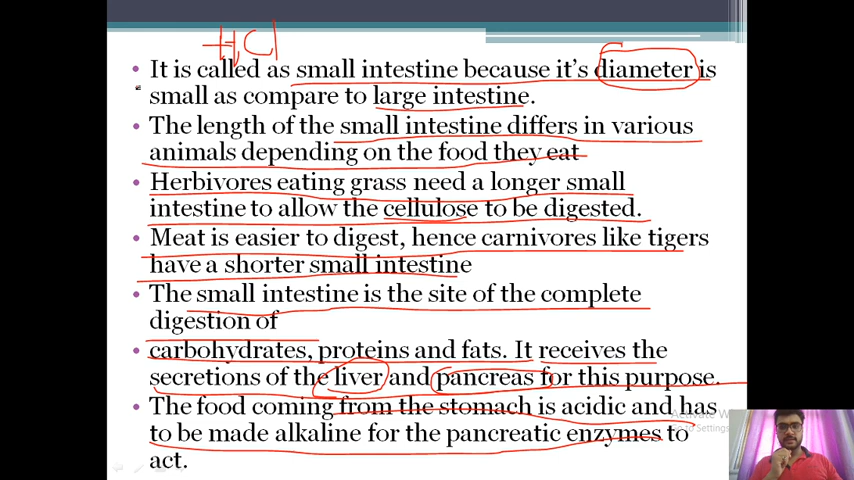 HCl
• It is called as small intestine because it's diameter is
small as compare to large intestine.
• The length of the small intestine differs in various
animals depending on the food they eat
• Herbivores eating grass need a longer small
intestine to allow the cellulose to be digested.
• Meat is easier to digest, hence carnivores like tigers
have a shorter small intestine
• The small intestine is the site of the complete
digestion of
• carbohydrates, proteins and fats. It receives the
secretions of the liver and pancreas for this purpose.
• The food coming from the stomach is acidic and has
to be made alkaline for the pancreatic enzymes to
act.
Activate W
Go to Settings